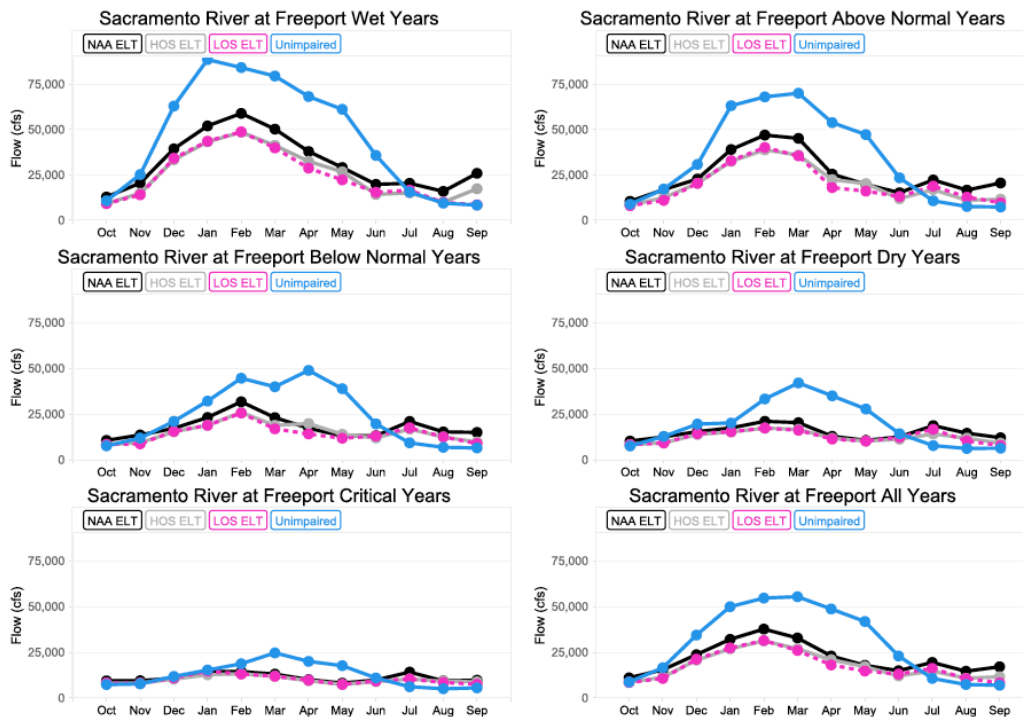 Sacramento River at Freeport Wet Years
NAA ELT HOS ELT LOS ELT Unimpaired
Flow (cfs)
75,000
50,000
25,000
0
Oct Nov Dec Jan Feb Mar Apr May Jun Jul Aug Sep
Sacramento River at Freeport Above Normal Years
NAA ELT HOS ELT LOS ELT Unimpaired
Flow (cfs)
75,000
50,000
25,000
0
Oct Nov Dec Jan Feb Mar Apr May Jun Jul Aug Sep
Sacramento River at Freeport Below Normal Years
NAA ELT HOS ELT LOS ELT Unimpaired
Flow (cfs)
75,000
50,000
25,000
0
Oct Nov Dec Jan Feb Mar Apr May Jun Jul Aug Sep
Sacramento River at Freeport Dry Years
NAA ELT HOS ELT LOS ELT Unimpaired
Flow (cfs)
75,000
50,000
25,000
0
Oct Nov Dec Jan Feb Mar Apr May Jun Jul Aug Sep
Sacramento River at Freeport Critical Years
NAA ELT HOS ELT LOS ELT Unimpaired
Flow (cfs)
75,000
50,000
25,000
0
Oct Nov Dec Jan Feb Mar Apr May Jun Jul Aug Sep
Sacramento River at Freeport All Years
NAA ELT HOS ELT LOS ELT Unimpaired
Flow (cfs)
75,000
50,000
25,000
0
Oct Nov Dec Jan Feb Mar Apr May Jun Jul Aug Sep